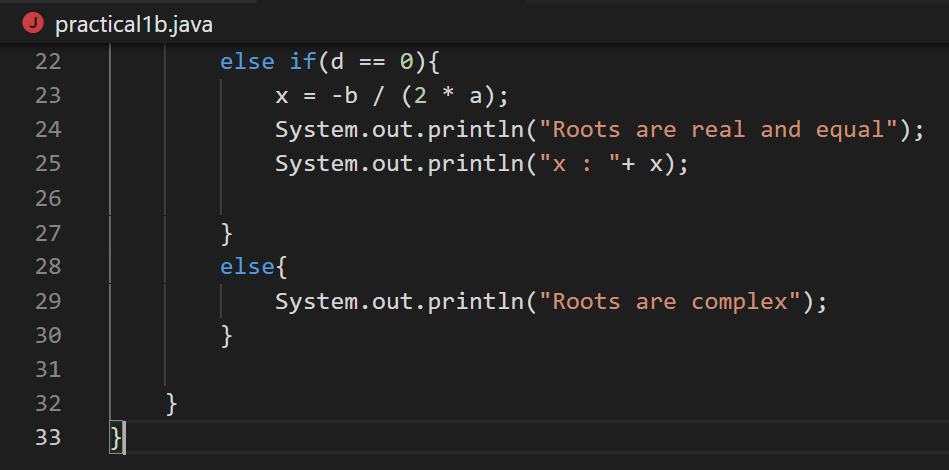 J practical1b.java
22 else if(d == 0){
23 x = -b / (2 * a);
24 System.out.println("Roots are real and equal");
25 System.out.println("x : "+ x);
26
27 }
28 else{
29 System.out.println("Roots are complex");
30 }
31
32 }
33 }